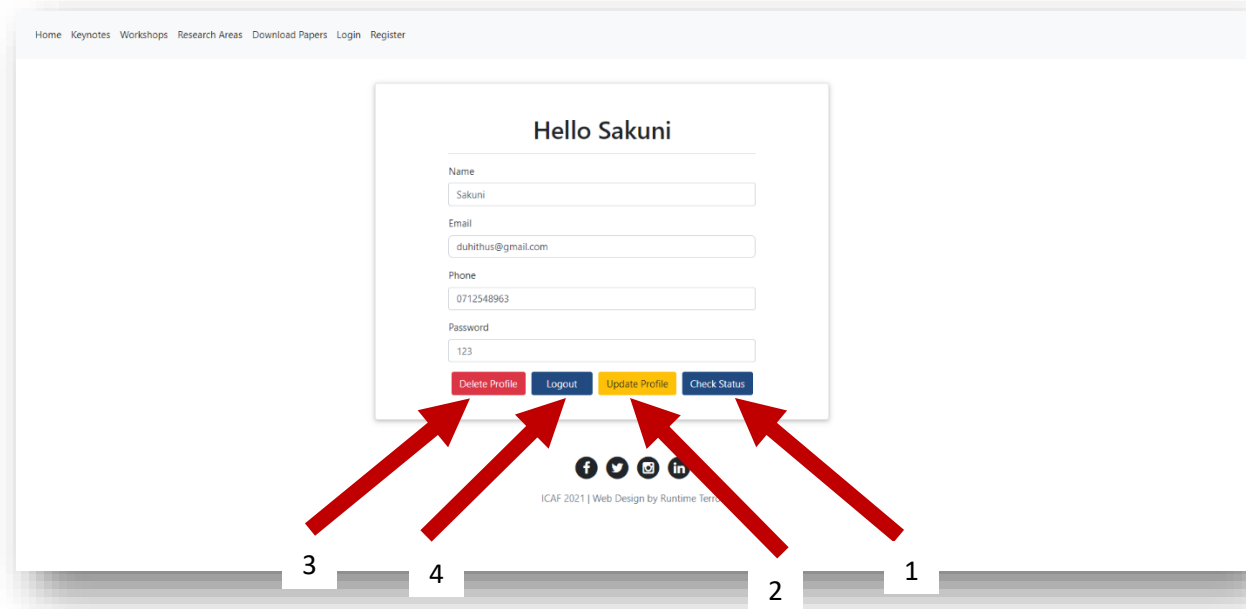 Home Keynotes Workshops Research Areas Download Papers Login Register
Hello Sakuni
Name
Sakuni
Email
duhithus@gmail.com
Phone
0712548963
Password
123
Delete Profile Logout Update Profile Check Status
ICAF 2021 | Web Design by Runtime
3
4
2
1